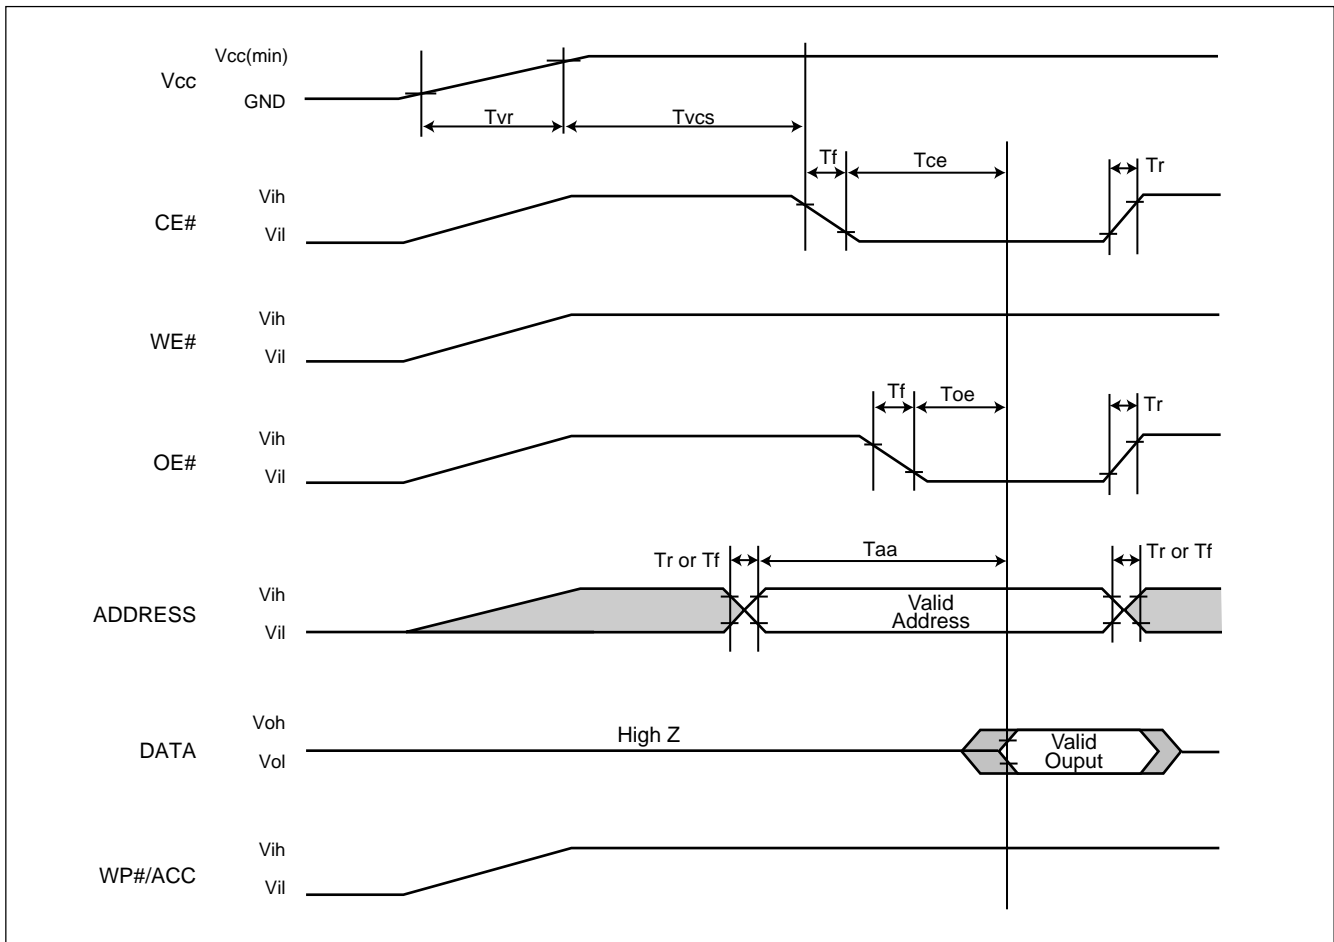 Vcc(min)
Vcc
GND
Tvr
Tvcs
Tf
Tce
Tr
Vih
CE#
Vil
Vih
WE#
Vil
Tf
Toe
Tr
Vih
OE#
Vil
Tr or Tf
Taa
Tr or Tf
Vih
ADDRESS
Vil
Valid
Address
Voh
DATA
Vol
High Z
Valid
Ouput
Vih
WP#/ACC
Vil